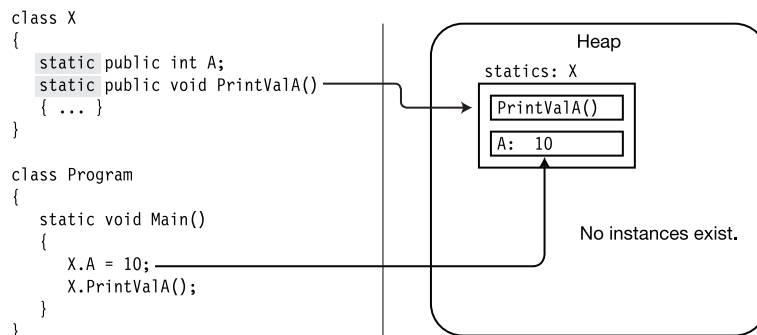 class X
{
static public int A;
static public void PrintValA()
{ ... }
}
class Program
{
static void Main()
{
X.A = 10;
X.PrintValA();
}
}
Heap
statics: X
PrintValA()
A: 10
No instances exist.